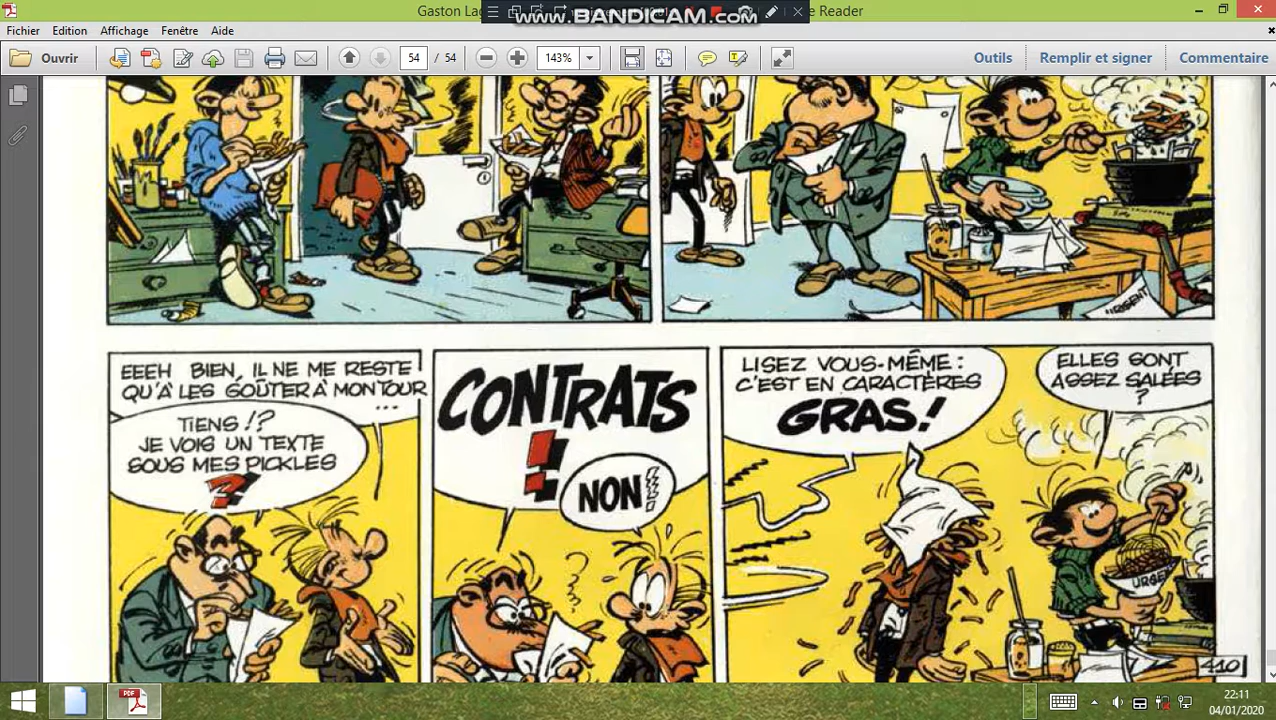 Gaston Lag
www.BANDICAM.com
e Reader
Fichier Edition Affichage Fenêtre Aide
Ouvrir
54 / 54
143%
Outils
Remplir et signer
Commentaire
URGENT
EEEH BIEN, IL NE ME RESTE
QU'À LES GOÛTER À MON TOUR
...
TIENS !?
JE VOIS UN TEXTE
SOUS MES PICKLES
?
CONTRATS
!
NON !
LISEZ VOUS-MÊME :
C'EST EN CARACTÈRES
GRAS !
ELLES SONT
ASSEZ SALÉES
?
URGE
410
22:11
04/01/2020